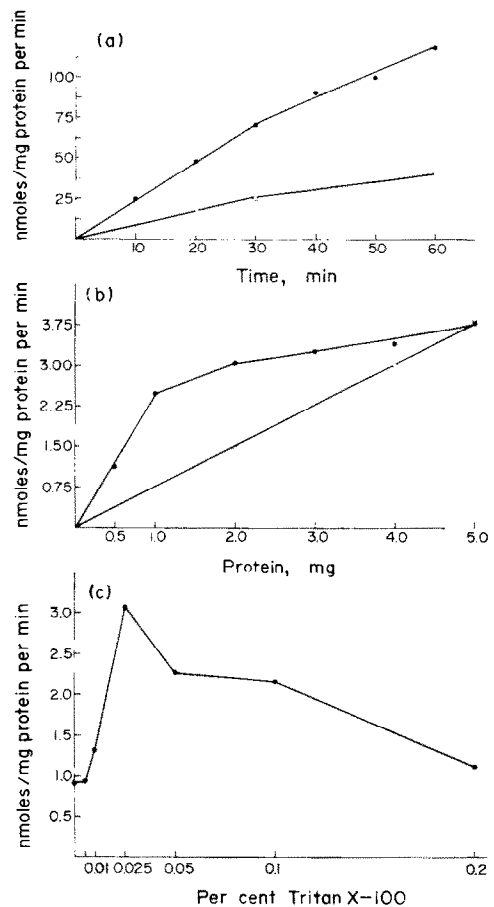 (a)
nmoles/mg protein per min
100
75
50
25
10 20 30 40 50 60
Time, min
(b)
nmoles/mg protein per min
3.75
3.00
2.25
1.50
0.75
0.5 1.0 2.0 3.0 4.0 5.0
Protein, mg
(c)
nmoles/mg protein per min
3.0
2.5
2.0
1.5
1.0
0.5
0.01 0.025 0.05 0.1 0.2
Per cent Tritan X-100